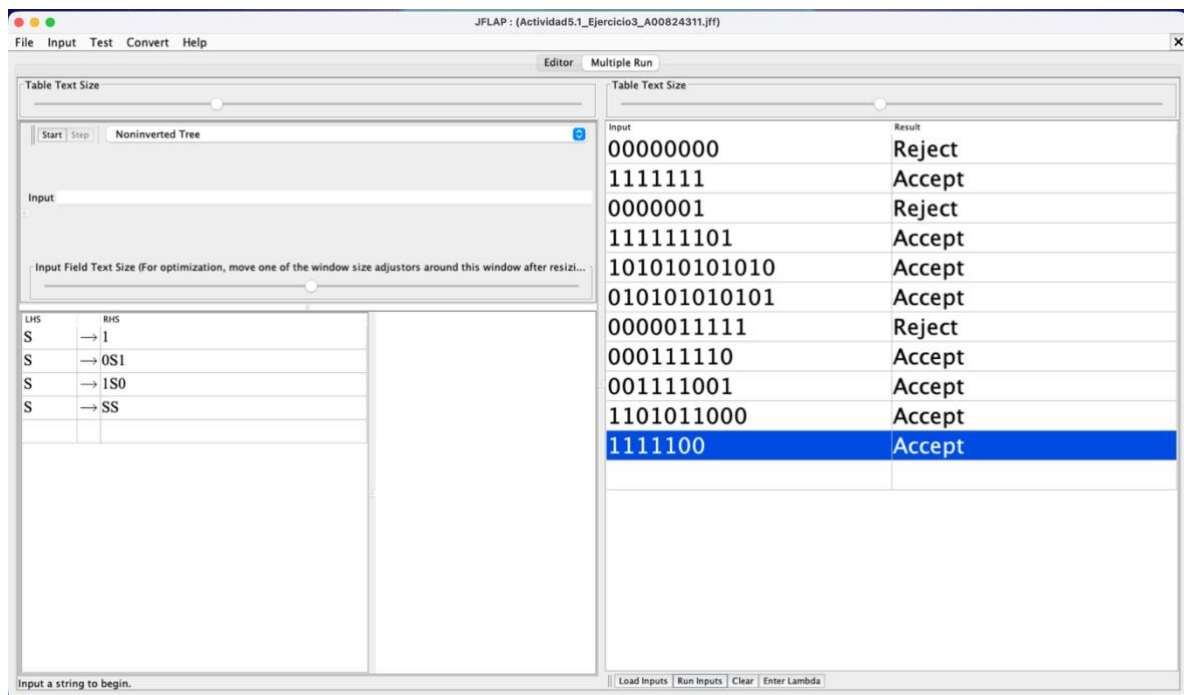 JFLAP : (Actividad5.1_Ejercicio3_A00824311.jff)
File Input Test Convert Help
Editor Multiple Run
Table Text Size
Start Step Noninverted Tree
Input
Input Field Text Size (For optimization, move one of the window size adjustors around this window after resizi...
LHS RHS
S → 1
S → 0S1
S → 1S0
S → SS
Table Text Size
Input Result
00000000 Reject
1111111 Accept
0000001 Reject
111111101 Accept
101010101010 Accept
010101010101 Accept
0000011111 Reject
000111110 Accept
001111001 Accept
1101011000 Accept
1111100 Accept
Input a string to begin.
Load Inputs Run Inputs Clear Enter Lambda